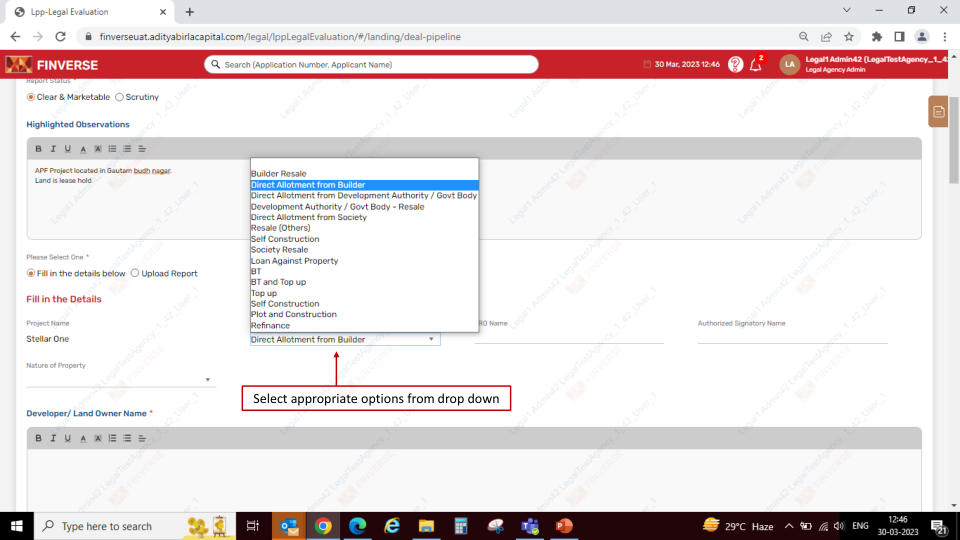 Lpp-Legal Evaluation
finverseuat.adityabirlacapital.com/legal/lppLegalEvaluation/#/landing/deal-pipeline
FINVERSE
Search (Application Number, Applicant Name)
30 Mar, 2023 12:46
2
LA
Legal1 Admin42 (LegalTestAgency_1_4
Legal Agency Admin
Report Status *
Clear & Marketable
Scrutiny
Highlighted Observations
B I U A A
APF Project located in Gautam budh nagar.
Land is lease hold.
Builder Resale
Direct Allotment from Builder
Direct Allotment from Development Authority / Govt Body
Development Authority / Govt Body - Resale
Direct Allotment from Society
Resale (Others)
Self Construction
Society Resale
Loan Against Property
BT
BT and Top up
Top up
Self Construction
Plot and Construction
Refinance
Please Select One *
Fill in the details below
Upload Report
Fill in the Details
Project Name
RO Name
Authorized Signatory Name
Stellar One
Direct Allotment from Builder
Nature of Property
Select appropriate options from drop down
Developer/ Land Owner Name *
B I U A A
Type here to search
29°C Haze
ENG
12:46
30-03-2023
21